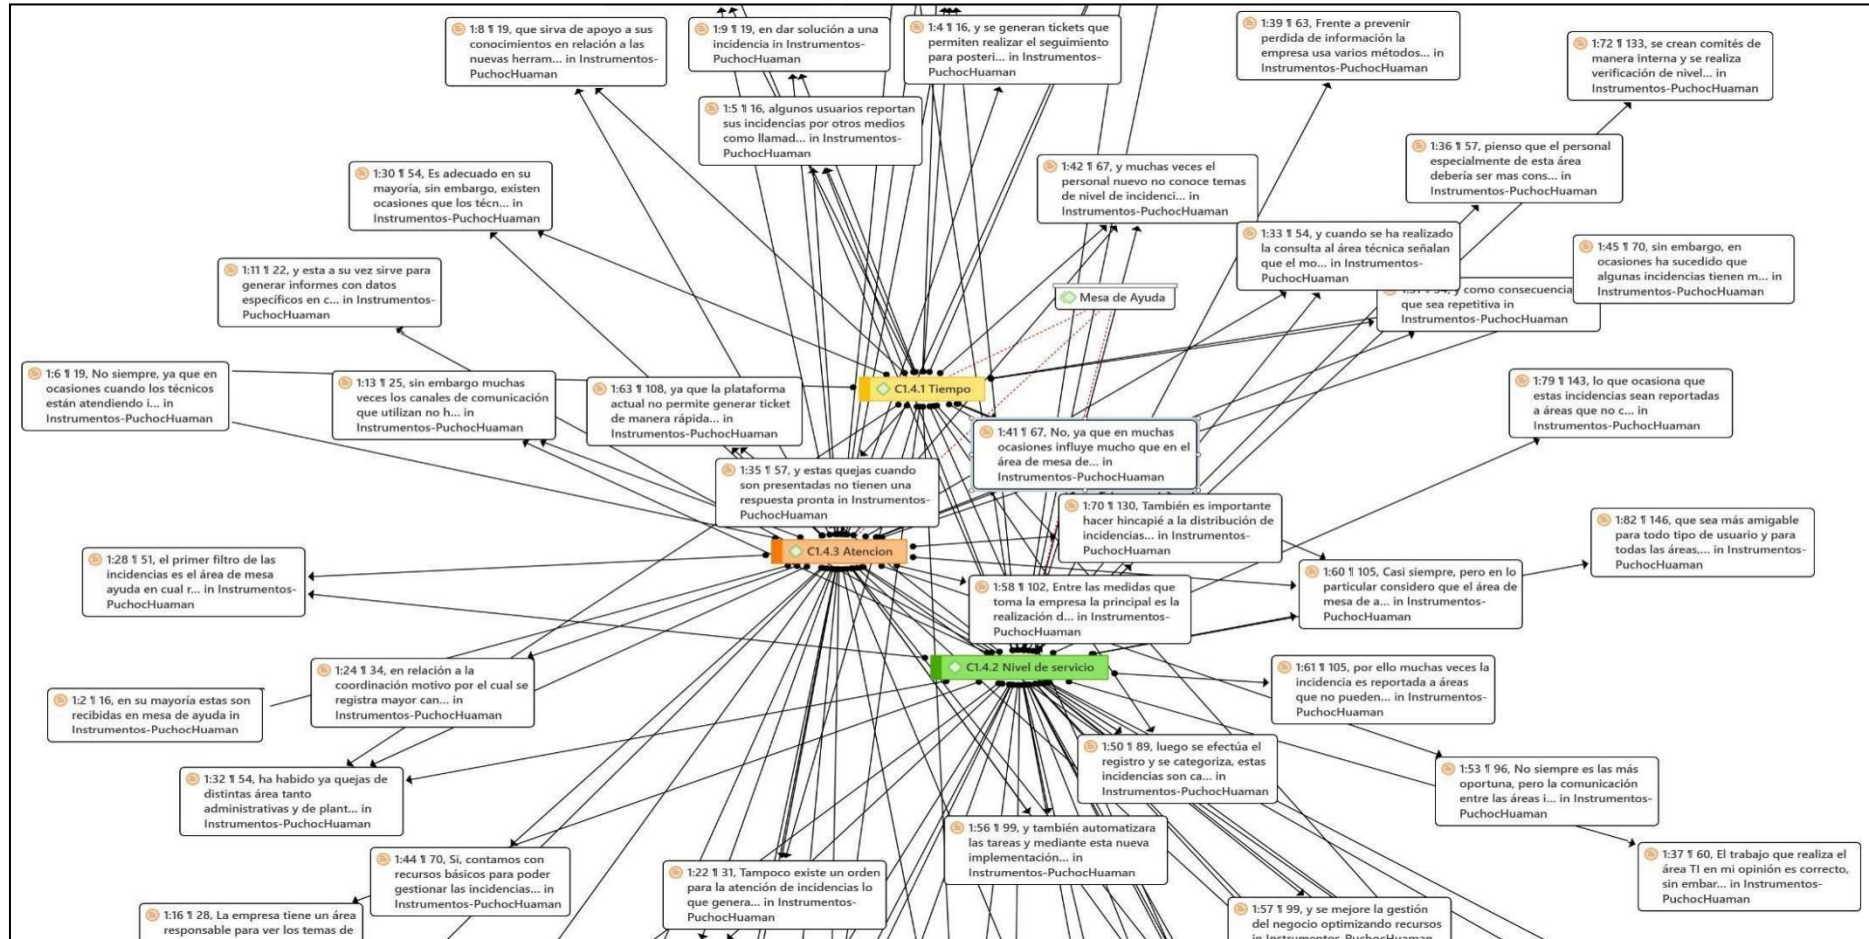 1:8 ¶ 19, que sirva de apoyo a sus
conocimientos en relación a las
nuevas herram... in Instrumentos-
PuchocHuaman
1:9 ¶ 19, en dar solución a una
incidencia in Instrumentos-
PuchocHuaman
1:4 ¶ 16, y se generan tickets que
permiten realizar el seguimiento
para posteri... in Instrumentos-
PuchocHuaman
1:39 ¶ 63, Frente a prevenir
perdida de información la
empresa usa varios métodos... in
Instrumentos-PuchocHuaman
1:72 ¶ 133, se crean comités de
manera interna y se realiza
verificación de nivel... in
Instrumentos-PuchocHuaman
1:5 ¶ 16, algunos usuarios reportan
sus incidencias por otros medios
como llamad... in Instrumentos-
PuchocHuaman
1:36 ¶ 57, pienso que el personal
especialmente de esta área
debería ser mas cons... in
Instrumentos-PuchocHuaman
1:30 ¶ 54, Es adecuado en su
mayoría, sin embargo, existen
ocasiones que los técn... in
Instrumentos-PuchocHuaman
1:42 ¶ 67, y muchas veces el
personal nuevo no conoce temas
de nivel de incidenci... in
Instrumentos-PuchocHuaman
1:33 ¶ 54, y cuando se ha realizado
la consulta al área técnica señalan
que el mo... in Instrumentos-
PuchocHuaman
1:45 ¶ 70, sin embargo, en
ocasiones ha sucedido que
algunas incidencias tienen m... in
Instrumentos-PuchocHuaman
1:11 ¶ 22, y esta a su vez sirve para
generar informes con datos
específicos en c... in Instrumentos-
PuchocHuaman
Mesa de Ayuda
y como consecuencia
que sea repetitiva in
Instrumentos-PuchocHuaman
1:6 ¶ 19, No siempre, ya que en
ocasiones cuando los técnicos
están atendiendo i... in
Instrumentos-PuchocHuaman
1:13 ¶ 25, sin embargo muchas
veces los canales de comunicación
que utilizan no h... in
Instrumentos-PuchocHuaman
1:63 ¶ 108, ya que la plataforma
actual no permite generar ticket
de manera rápida... in
Instrumentos-PuchocHuaman
C1.4.1 Tiempo
1:79 ¶ 143, lo que ocasiona que
estas incidencias sean reportadas
a áreas que no c... in
Instrumentos-PuchocHuaman
1:41 ¶ 67, No, ya que en muchas
ocasiones influye mucho que en el
área de mesa de... in
Instrumentos-PuchocHuaman
1:35 ¶ 57, y estas quejas cuando
son presentadas no tienen una
respuesta pronta in Instrumentos-
PuchocHuaman
1:70 ¶ 130, También es importante
hacer hincapié a la distribución de
incidencias... in Instrumentos-
PuchocHuaman
1:82 ¶ 146, que sea más amigable
para todo tipo de usuario y para
todas las áreas,... in Instrumentos-
PuchocHuaman
C1.4.3 Atencion
1:28 ¶ 51, el primer filtro de las
incidencias es el área de mesa
ayuda en cual r... in Instrumentos-
PuchocHuaman
1:60 ¶ 105, Casi siempre, pero en lo
particular considero que el área de
mesa de a... in Instrumentos-
PuchocHuaman
1:58 ¶ 102, Entre las medidas que
toma la empresa la principal es la
realización d... in Instrumentos-
PuchocHuaman
C1.4.2 Nivel de servicio
1:24 ¶ 34, en relación a la
coordinación motivo por el cual se
registra mayor can... in
Instrumentos-PuchocHuaman
1:61 ¶ 105, por ello muchas veces la
incidencia es reportada a áreas
que no pueden... in Instrumentos-
PuchocHuaman
1:2 ¶ 16, en su mayoría estas son
recibidas en mesa de ayuda in
Instrumentos-PuchocHuaman
1:50 ¶ 89, luego se efectúa el
registro y se categoriza, estas
incidencias son ca... in
Instrumentos-PuchocHuaman
1:32 ¶ 54, ha habido ya quejas de
distintas área tanto
administrativas y de plant... in
Instrumentos-PuchocHuaman
1:53 ¶ 96, No siempre es las más
oportuna, pero la comunicación
entre las áreas i... in Instrumentos-
PuchocHuaman
1:56 ¶ 99, y también automatizara
las tareas y mediante esta nueva
implementación... in
Instrumentos-PuchocHuaman
1:44 ¶ 70, Si, contamos con
recursos básicos para poder
gestionar las incidencias... in
Instrumentos-PuchocHuaman
1:22 ¶ 31, Tampoco existe un orden
para la atención de incidencias lo
que genera... in Instrumentos-
PuchocHuaman
1:37 ¶ 60, El trabajo que realiza el
área TI en mi opinión es correcto,
sin embar... in Instrumentos-
PuchocHuaman
1:16 ¶ 28, La empresa tiene un área
responsable para ver los temas de
1:57 ¶ 99, y se mejore la gestión
del negocio optimizando recursos
in Instrumentos-PuchocHuaman